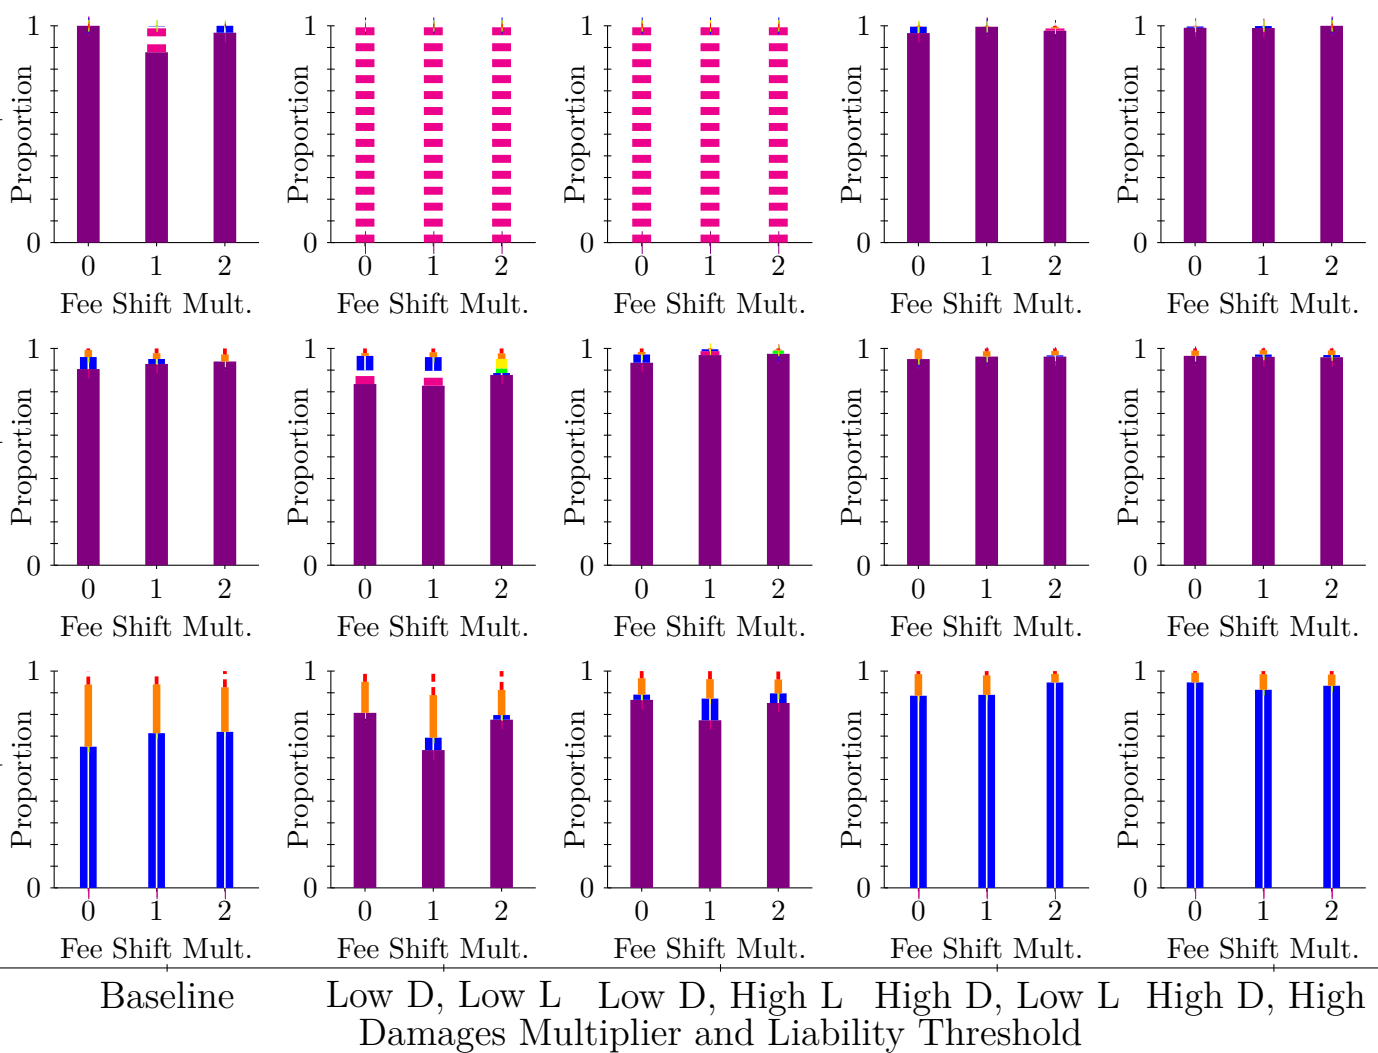 1 1 1 1 1
Proportion Proportion Proportion Proportion Proportion
0 0 0 0 0
0 1 2 0 1 2 0 1 2 0 1 2 0 1 2
Fee Shift Mult. Fee Shift Mult. Fee Shift Mult. Fee Shift Mult. Fee Shift Mult.
1 1 1 1 1
Proportion Proportion Proportion Proportion Proportion
0 0 0 0 0
0 1 2 0 1 2 0 1 2 0 1 2 0 1 2
Fee Shift Mult. Fee Shift Mult. Fee Shift Mult. Fee Shift Mult. Fee Shift Mult.
1 1 1 1 1
Proportion Proportion Proportion Proportion Proportion
0 0 0 0 0
0 1 2 0 1 2 0 1 2 0 1 2 0 1 2
Fee Shift Mult. Fee Shift Mult. Fee Shift Mult. Fee Shift Mult. Fee Shift Mult.
Baseline Low D, Low L Low D, High L High D, Low L High D, High
Damages Multiplier and Liability Threshold